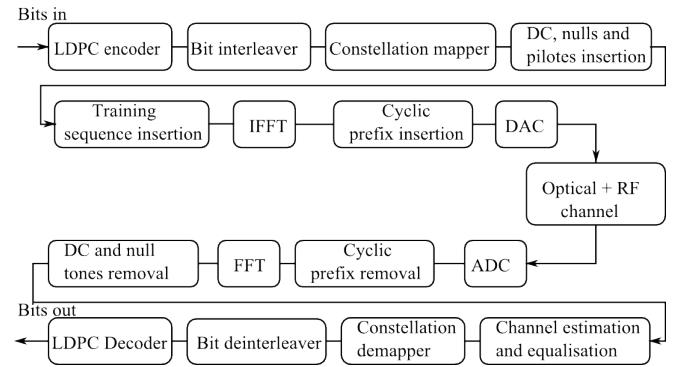 Bits in
LDPC encoder
Bit interleaver
Constellation mapper
DC, nulls and
pilotes insertion
Training
sequence insertion
IFFT
Cyclic
prefix insertion
DAC
Optical + RF
channel
DC and null
tones removal
FFT
Cyclic
prefix removal
ADC
Bits out
LDPC Decoder
Bit deinterleaver
Constellation
demapper
Channel estimation
and equalisation